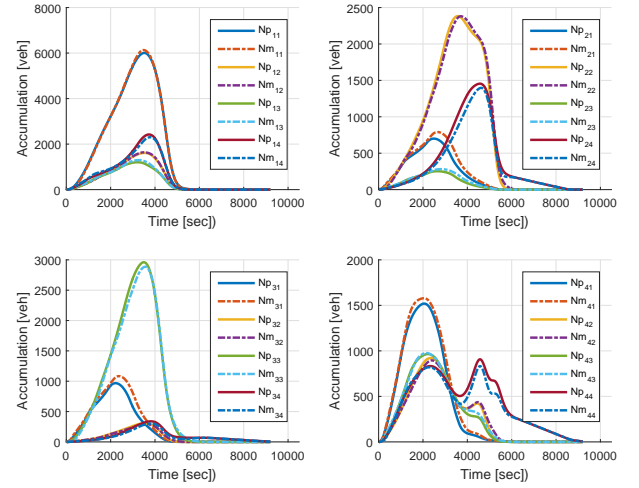 8000
6000
4000
2000
0
Accumulation [veh]
0 2000 4000 6000 8000 10000
Time [sec])
Np11
Nm11
Np12
Nm12
Np13
Nm13
Np14
Nm14
2500
2000
1500
1000
500
0
Accumulation [veh]
0 2000 4000 6000 8000 10000
Time [sec])
Np21
Nm21
Np22
Nm22
Np23
Nm23
Np24
Nm24
3000
2500
2000
1500
1000
500
0
Accumulation [veh]
0 2000 4000 6000 8000 10000
Time [sec])
Np31
Nm31
Np32
Nm32
Np33
Nm33
Np34
Nm34
2000
1500
1000
500
0
Accumulation [veh]
0 2000 4000 6000 8000 10000
Time [sec])
Np41
Nm41
Np42
Nm42
Np43
Nm43
Np44
Nm44